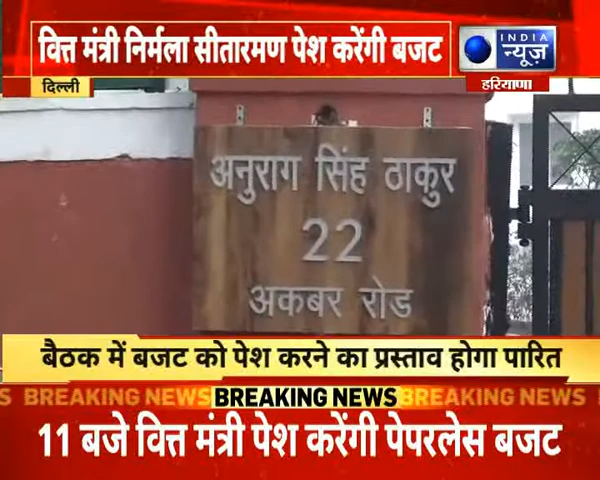 वित्त मंत्री निर्मला सीतारमण पेश करेंगी बजट
INDIA
न्यूज़
हरियाणा
दिल्ली
अनुराग सिंह ठाकुर
22
अकबर रोड
बैठक में बजट को पेश करने का प्रस्ताव होगा पारित
S BREAKING NEWS BREAKING NEWS BREAKING NEWS
11 बजे वित्त मंत्री पेश करेंगी पेपरलेस बजट